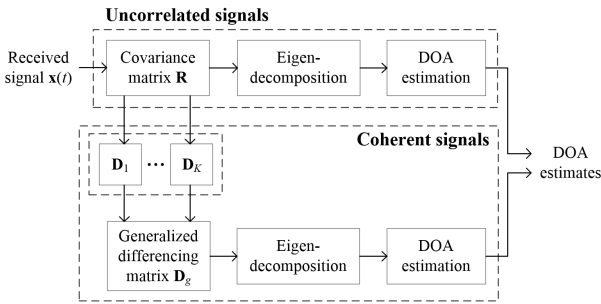 Uncorrelated signals
Received
signal x(t)
Covariance
matrix R
Eigen-
decomposition
DOA
estimation
Coherent signals
D1 ··· DK
DOA
estimates
Generalized
differencing
matrix Dg
Eigen-
decomposition
DOA
estimation